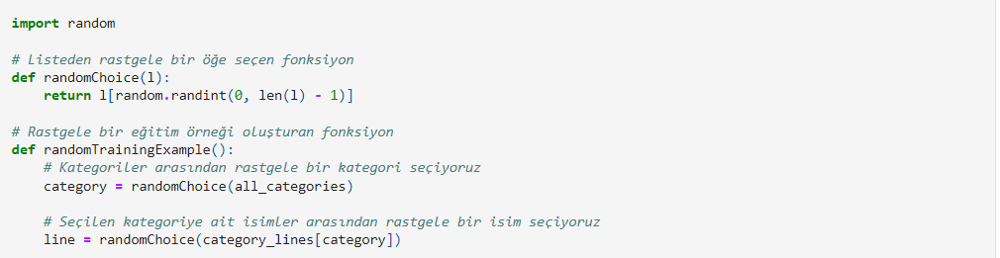 import random
# Listeden rastgele bir öğe seçen fonksiyon
def randomChoice(l):
    return l[random.randint(0, len(l) - 1)]
# Rastgele bir eğitim örneği oluşturan fonksiyon
def randomTrainingExample():
    # Kategoriler arasından rastgele bir kategori seçiyoruz
    category = randomChoice(all_categories)
    # Seçilen kategoriye ait isimler arasından rastgele bir isim seçiyoruz
    line = randomChoice(category_lines[category])